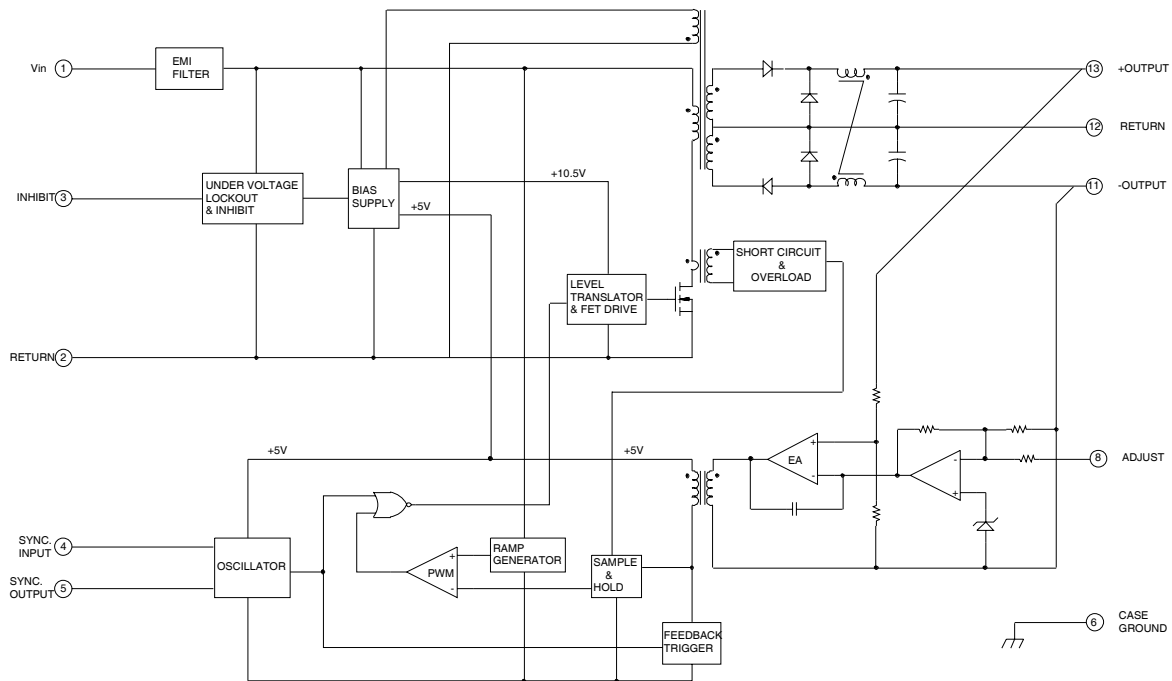 EMI
FILTER
Vin 1
13 +OUTPUT
12 RETURN
11 -OUTPUT
INHIBIT 3
UNDER VOLTAGE
LOCKOUT
& INHIBIT
BIAS
SUPPLY
+10.5V
+5V
SHORT CIRCUIT
&
OVERLOAD
LEVEL
TRANSLATOR
& FET DRIVE
RETURN 2
+5V
+5V
+
EA
-
-
+
8 ADJUST
SYNC.
INPUT
4
SYNC.
OUTPUT
5
OSCILLATOR
+
PWM
-
RAMP
GENERATOR
SAMPLE
&
HOLD
FEEDBACK
TRIGGER
6
CASE
GROUND